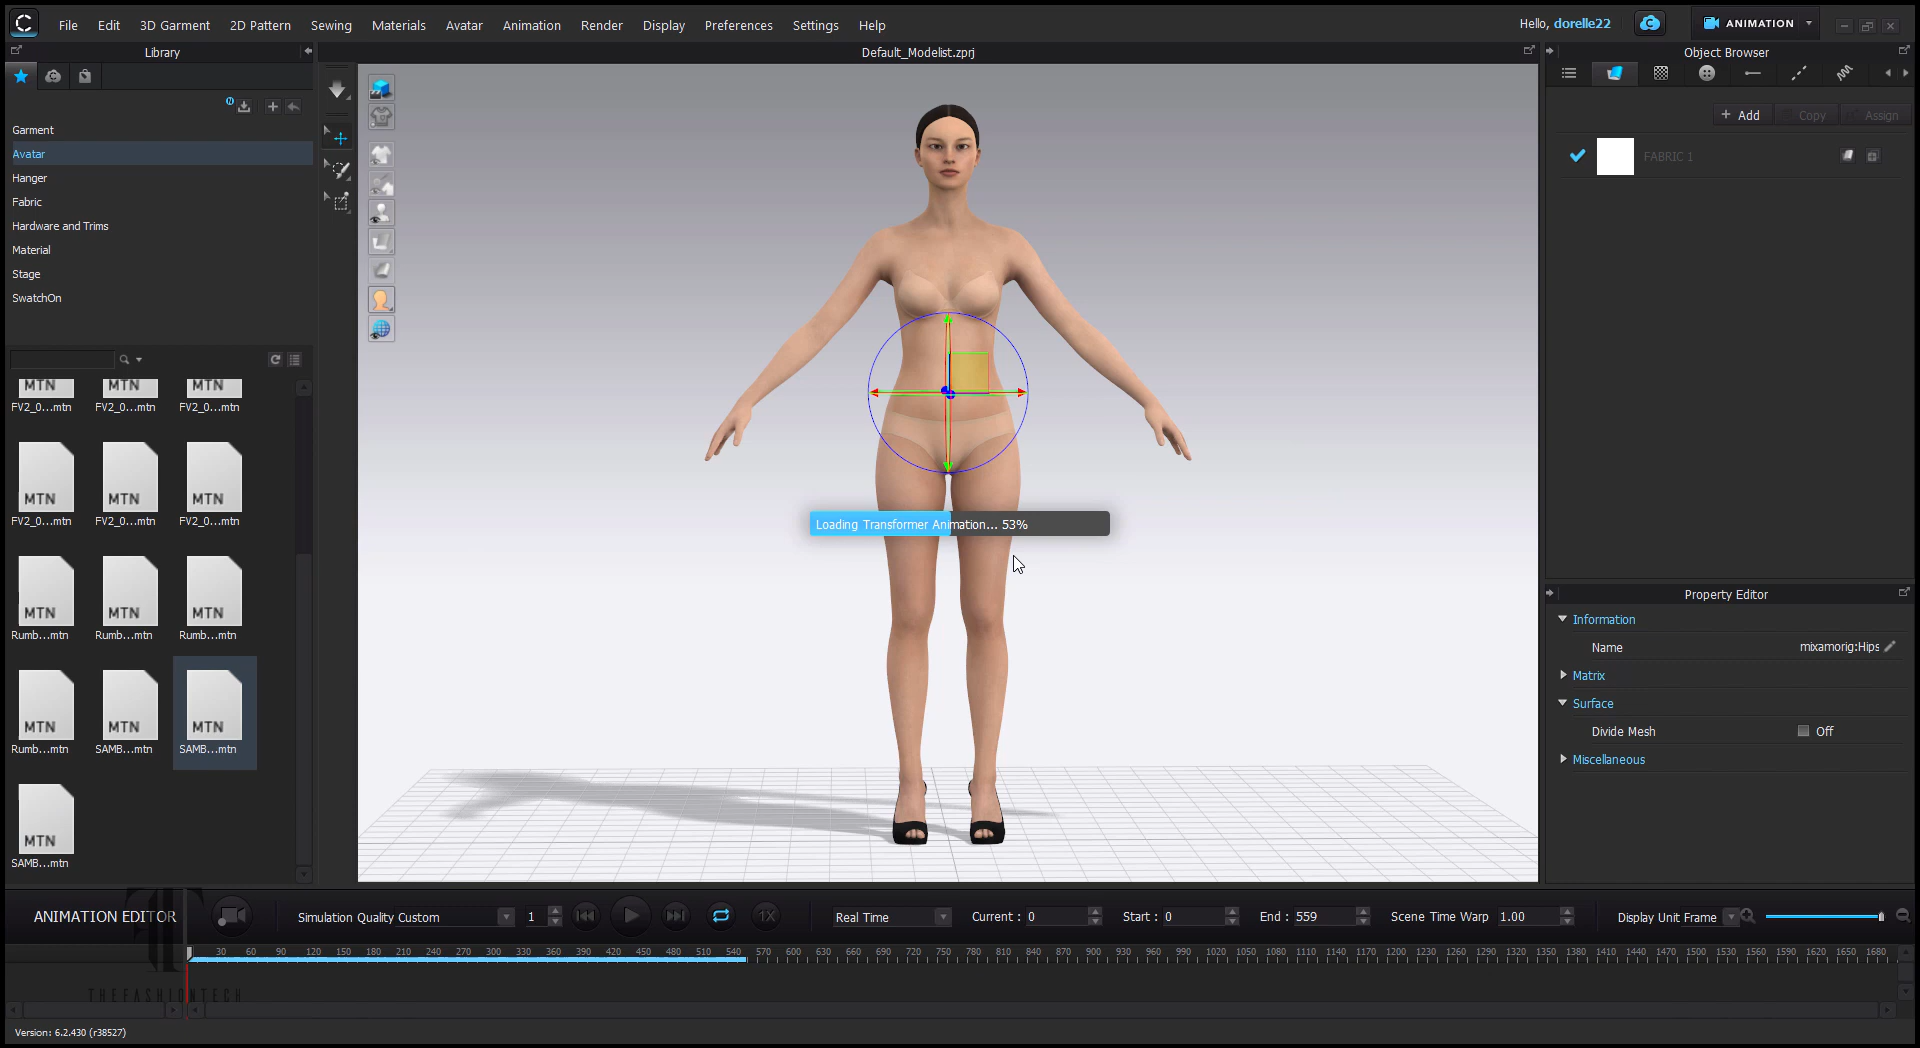 File Edit 3D Garment 2D Pattern Sewing Materials Avatar Animation Render Display Preferences Settings Help
Hello, dorelle22
ANIMATION
Library
Default_Modelist.zprj
Object Browser
Garment
Avatar
Hanger
Fabric
Hardware and Trims
Material
Stage
SwatchOn
+ Add Copy Assign
FABRIC 1
MTN MTN MTN
FV2_0...mtn FV2_0...mtn FV2_0...mtn
MTN MTN MTN
FV2_0...mtn FV2_0...mtn FV2_0...mtn
MTN MTN MTN
Rumb...mtn Rumb...mtn Rumb...mtn
MTN MTN MTN
Rumb...mtn SAMB...mtn SAMB...mtn
MTN
SAMB...mtn
Loading Transformer Animation... 53%
Property Editor
Information
Name mixamorig:Hips
Matrix
Surface
Divide Mesh Off
Miscellaneous
ANIMATION EDITOR
Simulation Quality Custom 1 1X Real Time Current : 0 Start : 0 End : 559 Scene Time Warp 1.00 Display Unit Frame
30 60 90 120 150 180 210 240 270 300 330 360 390 420 450 480 510 540 570 600 630 660 690 720 750 780 810 840 870 900 930 960 990 1020 1050 1080 1110 1140 1170 1200 1230 1260 1290 1320 1350 1380 1410 1440 1470 1500 1530 1560 1590 1620 1650 1680
THEFASHIONTECH
Version: 6.2.430 (r38527)